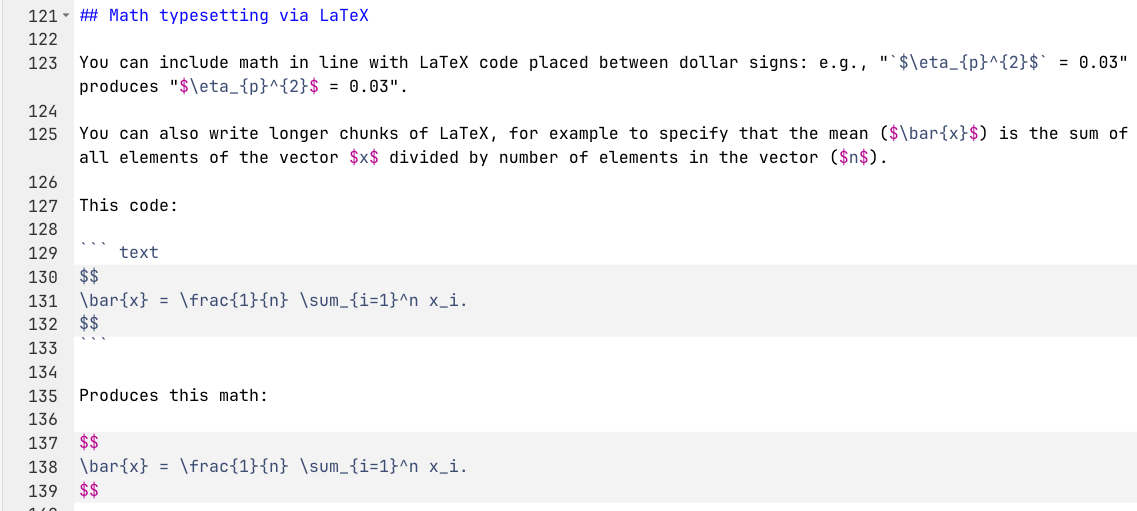 121 ## Math typesetting via LaTeX
122
123 You can include math in line with LaTeX code placed between dollar signs: e.g., "`$\eta_{p}^{2}$` = 0.03"
produces "$\eta_{p}^{2}$ = 0.03".
124
125 You can also write longer chunks of LaTeX, for example to specify that the mean ($\bar{x}$) is the sum of
all elements of the vector $x$ divided by number of elements in the vector ($n$).
126
127 This code:
128
129 ``` text
130 $$
131 \bar{x} = \frac{1}{n} \sum_{i=1}^n x_i.
132 $$
133 ```
134
135 Produces this math:
136
137 $$
138 \bar{x} = \frac{1}{n} \sum_{i=1}^n x_i.
139 $$